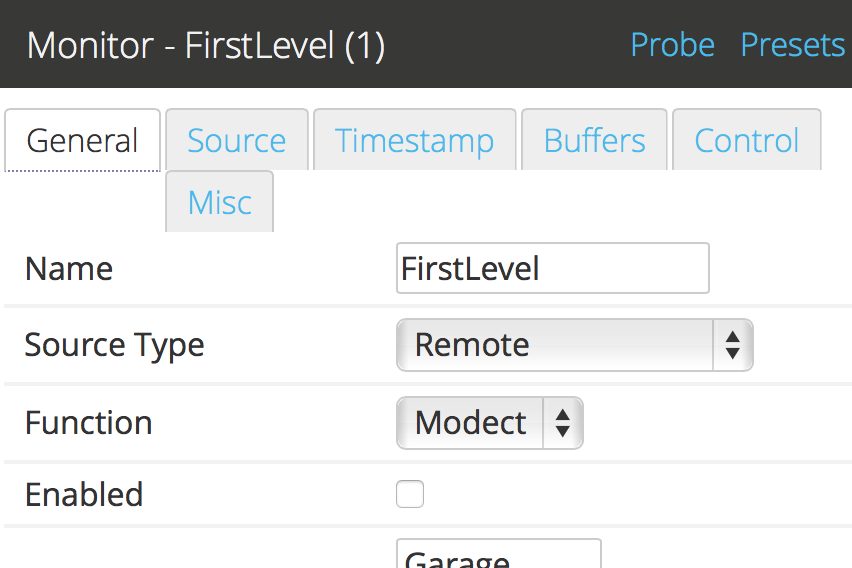 Monitor - FirstLevel (1) Probe Presets
General Source Timestamp Buffers Control
Misc
Name FirstLevel
Source Type Remote
Function Modect
Enabled
Garage